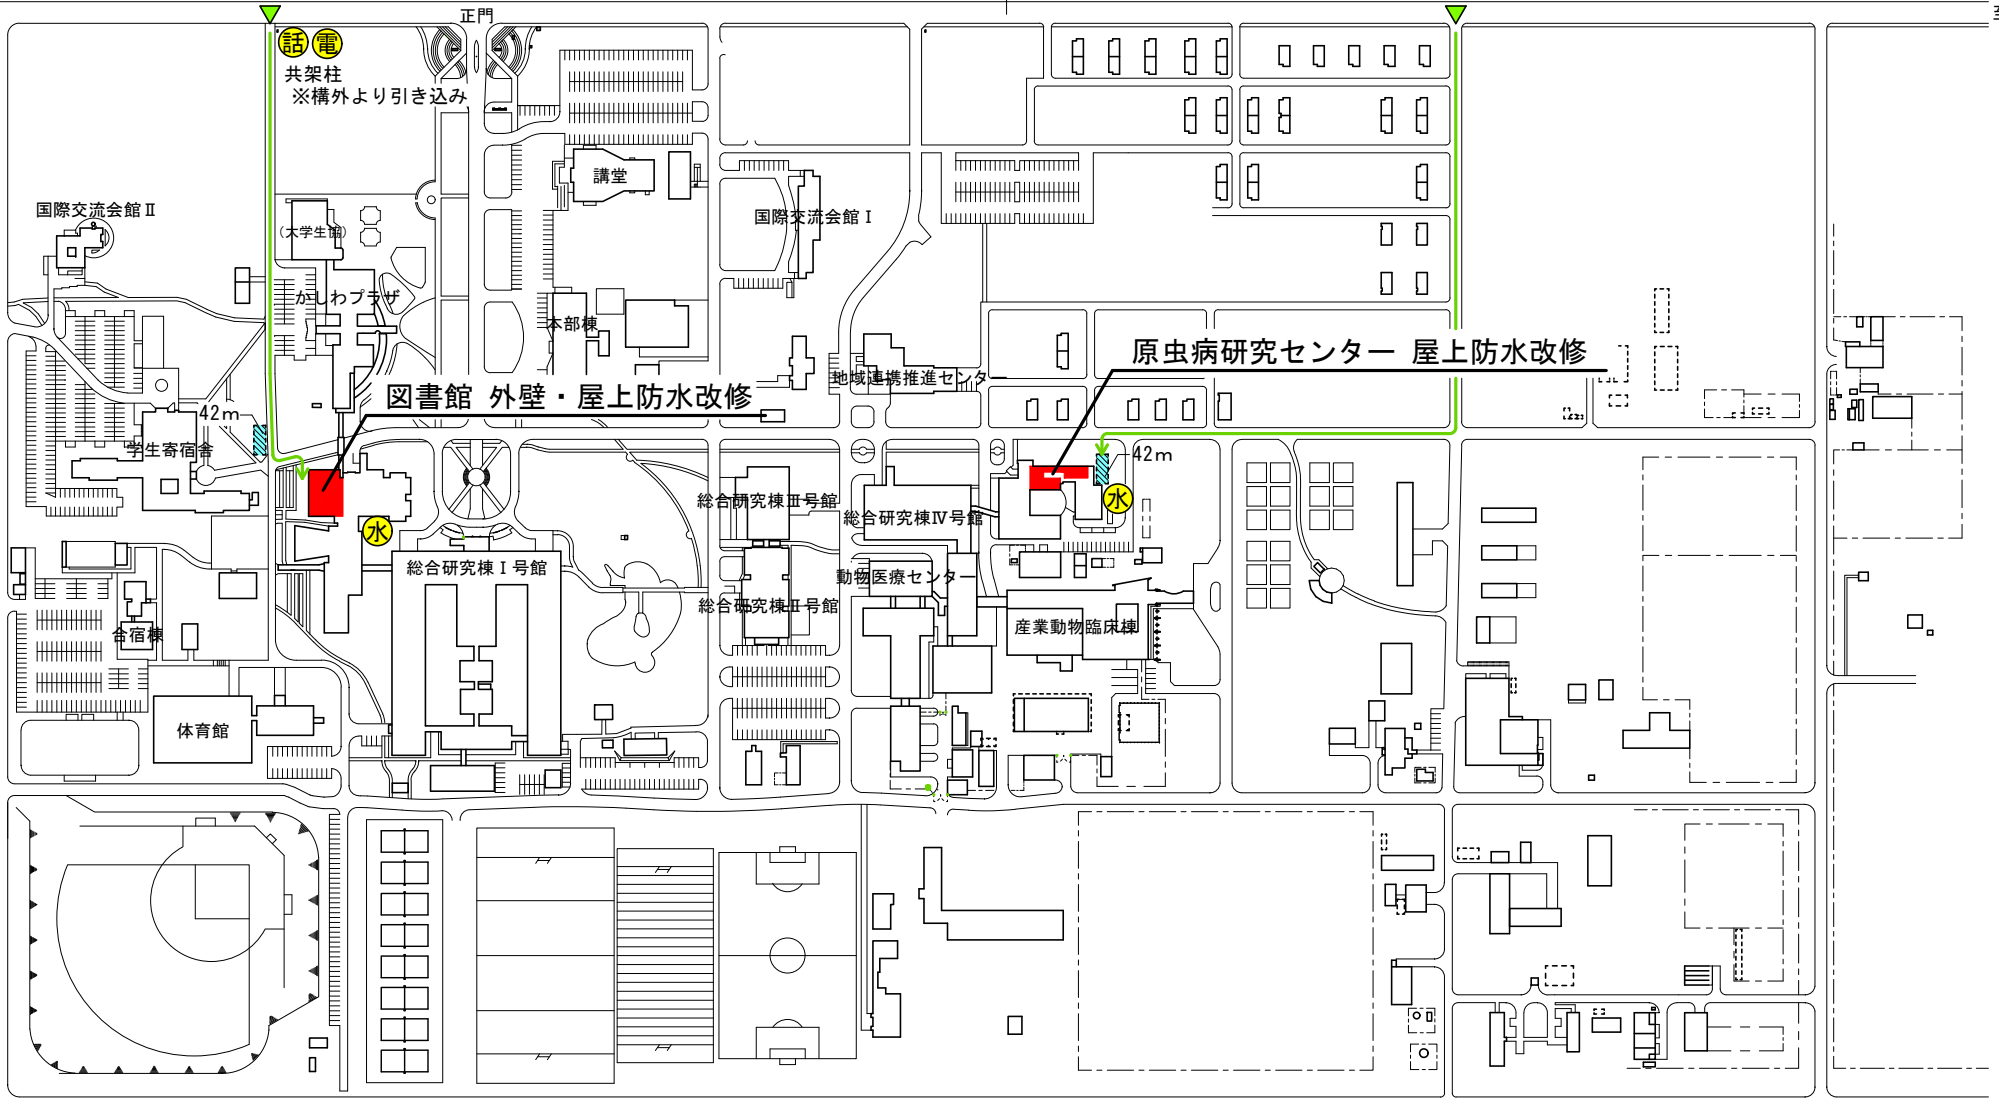 正門
話 電
共架柱
※構外より引き込み
講堂
国際交流会館Ⅱ
国際交流会館Ⅰ
(大学生協)
かしわプラザ
本部棟
原虫病研究センター 屋上防水改修
地域連携推進センター
図書館 外壁・屋上防水改修
42m
学生寄宿舎
42m
水
総合研究棟Ⅲ号館
総合研究棟Ⅳ号館
水
総合研究棟Ⅰ号館
動物医療センター
総合研究棟Ⅱ号館
合宿棟
産業動物臨床棟
体育館